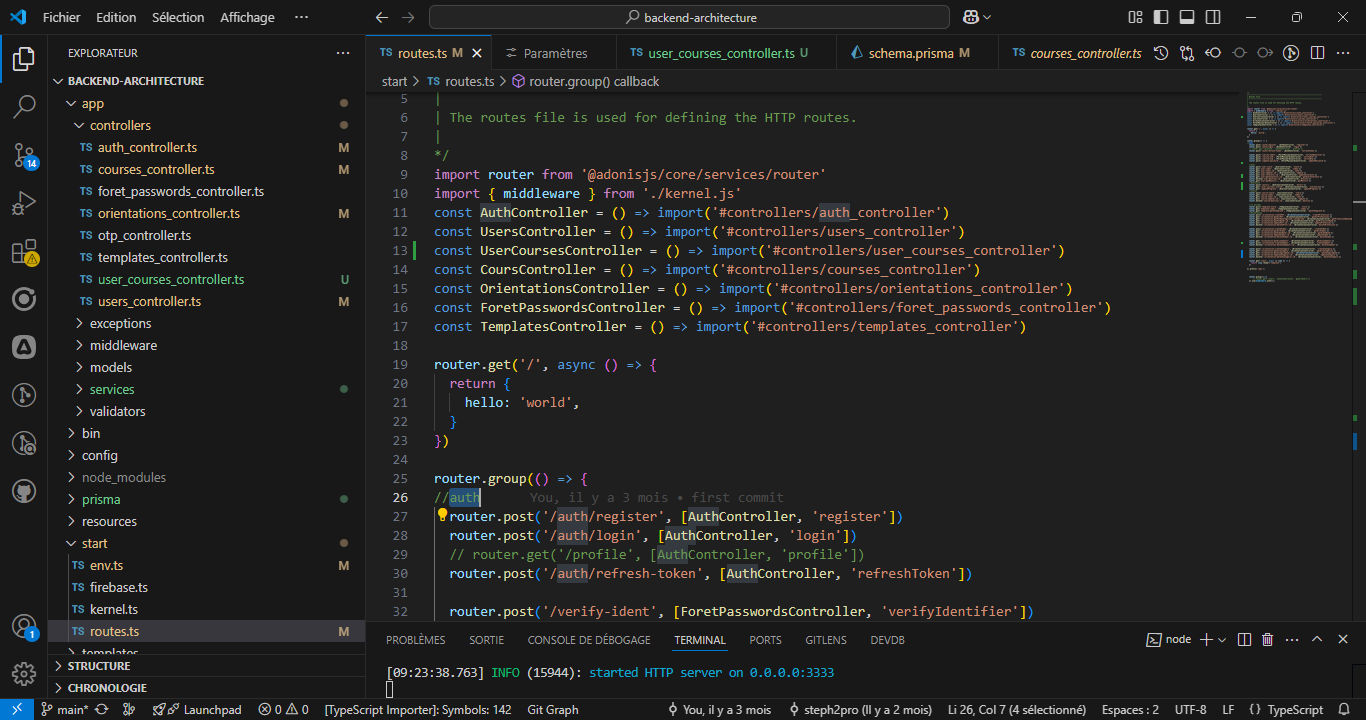 Fichier Edition Sélection Affichage ··· backend-architecture
EXPLORATEUR ···
BACKEND-ARCHITECTURE
app
controllers
TS auth_controller.ts M
TS courses_controller.ts M
TS foret_passwords_controller.ts
TS orientations_controller.ts M
TS otp_controller.ts
TS templates_controller.ts
TS user_courses_controller.ts U
TS users_controller.ts M
exceptions
middleware
models
services
validators
bin
config
node_modules
prisma
resources
start
TS env.ts M
TS firebase.ts
TS kernel.ts
TS routes.ts M
templates
STRUCTURE
CHRONOLOGIE
14
1
TS routes.ts M Paramètres TS user_courses_controller.ts U schema.prisma M TS courses_controller.ts
start > TS routes.ts > router.group() callback
5 |
6 | The routes file is used for defining the HTTP routes.
7 |
8 */
9 import router from '@adonisjs/core/services/router'
10 import { middleware } from './kernel.js'
11 const AuthController = () => import('#controllers/auth_controller')
12 const UsersController = () => import('#controllers/users_controller')
13 const UserCoursesController = () => import('#controllers/user_courses_controller')
14 const CoursController = () => import('#controllers/courses_controller')
15 const OrientationsController = () => import('#controllers/orientations_controller')
16 const ForetPasswordsController = () => import('#controllers/foret_passwords_controller')
17 const TemplatesController = () => import('#controllers/templates_controller')
18
19 router.get('/', async () => {
20 return {
21 hello: 'world',
22 }
23 })
24
25 router.group(() => {
26 //auth You, il y a 3 mois • first commit
27 router.post('/auth/register', [AuthController, 'register'])
28 router.post('/auth/login', [AuthController, 'login'])
29 // router.get('/profile', [AuthController, 'profile'])
30 router.post('/auth/refresh-token', [AuthController, 'refreshToken'])
31
32 router.post('/verify-ident', [ForetPasswordsController, 'verifyIdentifier'])
PROBLÈMES SORTIE CONSOLE DE DÉBOGAGE TERMINAL PORTS GITLENS DEVDB node
[09:23:38.763] INFO (15944): started HTTP server on 0.0.0.0:3333
main* Launchpad 0 0 [TypeScript Importer]: Symbols: 142 Git Graph You, il y a 3 mois steph2pro (Il y a 2 mois) Li 26, Col 7 (4 sélectionné) Espaces : 2 UTF-8 LF {} TypeScript